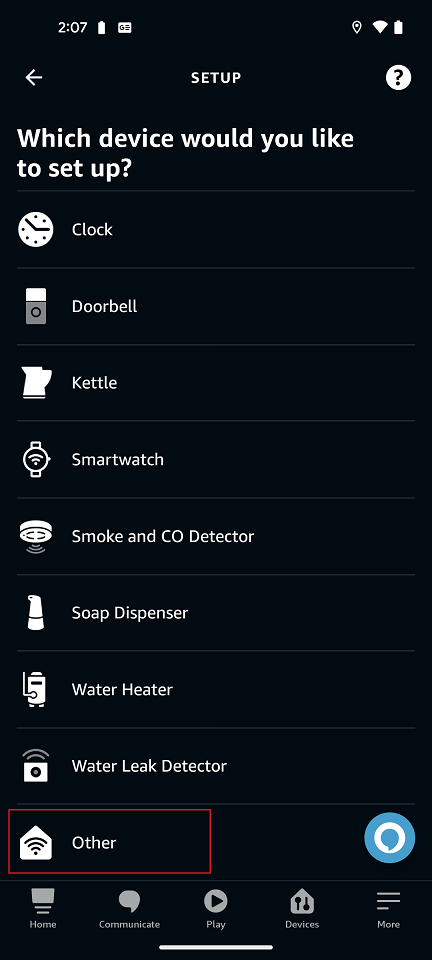 2:07
SETUP
?
Which device would you like
to set up?
Clock
Doorbell
Kettle
Smartwatch
Smoke and CO Detector
Soap Dispenser
Water Heater
Water Leak Detector
Other
Home Communicate Play Devices More